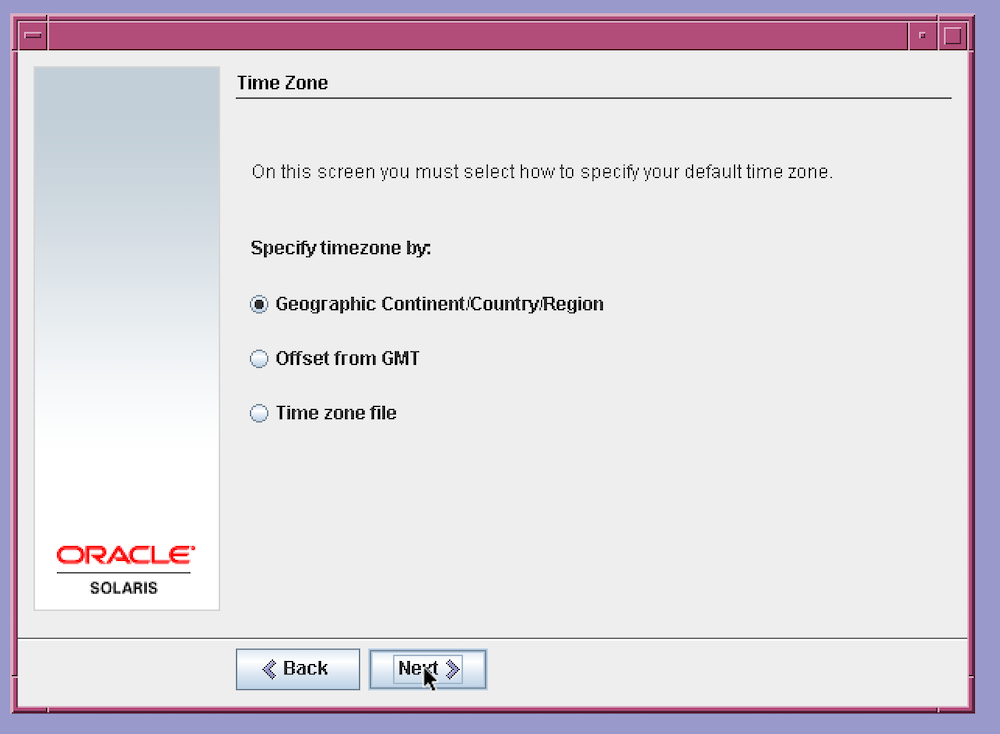 Time Zone
On this screen you must select how to specify your default time zone.
Specify timezone by:
Geographic Continent/Country/Region
Offset from GMT
Time zone file
ORACLE
SOLARIS
Back
Next